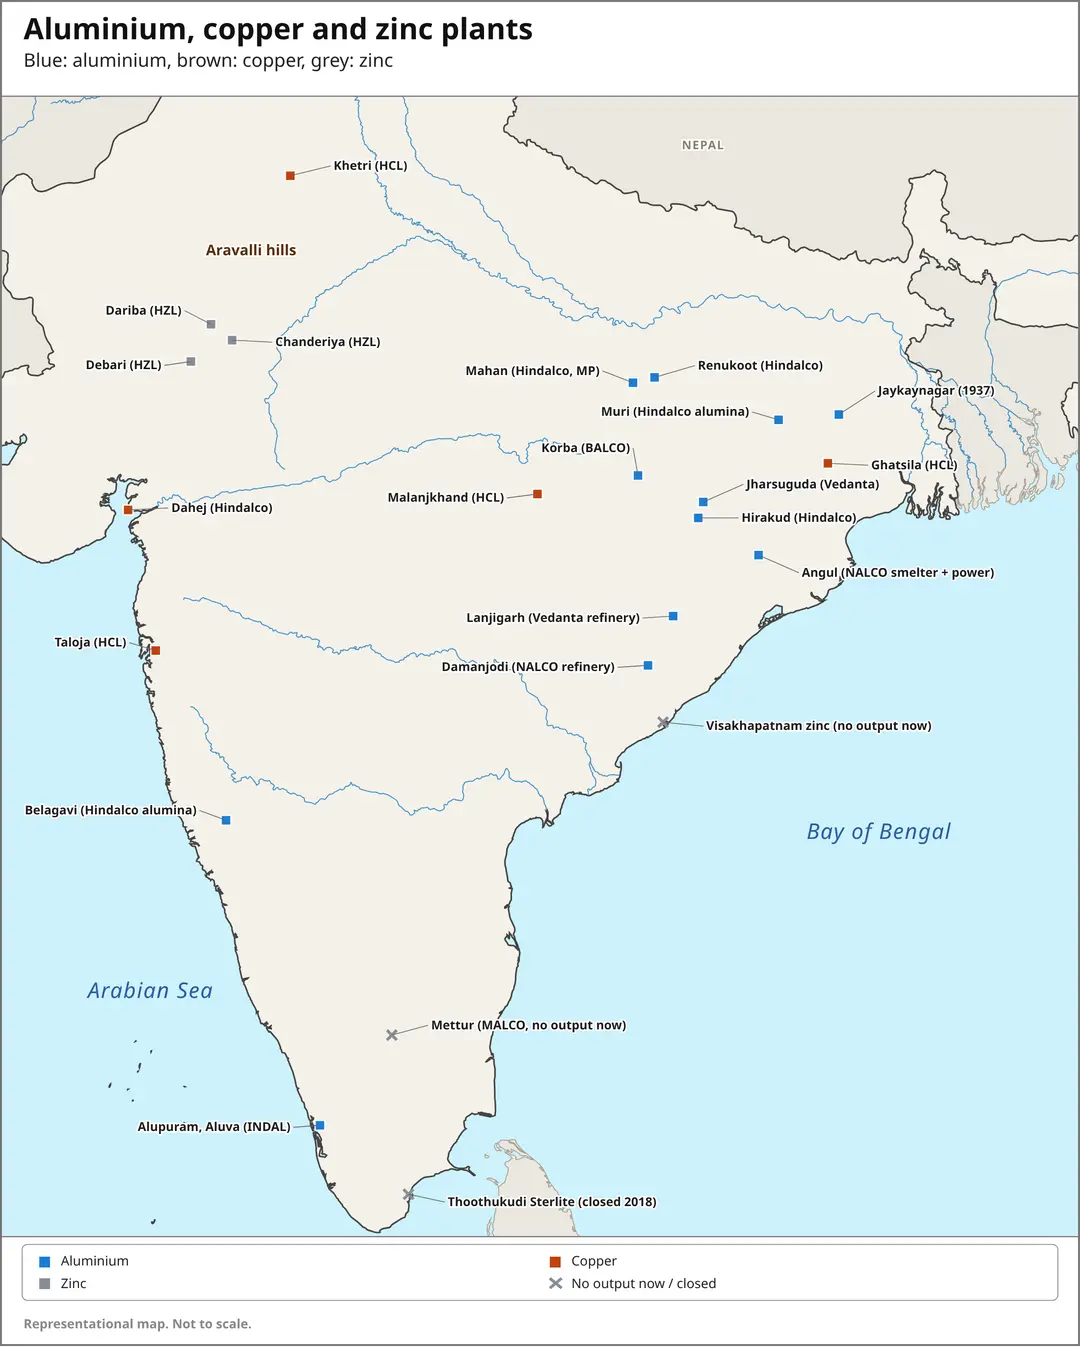 Aluminium, copper and zinc plants
Blue: aluminium, brown: copper, grey: zinc
NEPAL
Khetri (HCL)
Aravalli hills
Dariba (HZL)
Chanderiya (HZL)
Debari (HZL)
Mahan (Hindalco, MP)
Renukoot (Hindalco)
Jaykaynagar (1937)
Muri (Hindalco alumina)
Korba (BALCO)
Ghatsila (HCL)
Jharsuguda (Vedanta)
Malanjkhand (HCL)
Dahej (Hindalco)
Hirakud (Hindalco)
Angul (NALCO smelter + power)
Lanjigarh (Vedanta refinery)
Taloja (HCL)
Damanjodi (NALCO refinery)
Visakhapatnam zinc (no output now)
Belagavi (Hindalco alumina)
Bay of Bengal
Arabian Sea
Mettur (MALCO, no output now)
Alupuram, Aluva (INDAL)
Thoothukudi Sterlite (closed 2018)
Aluminium
Copper
Zinc
No output now / closed
Representational map. Not to scale.